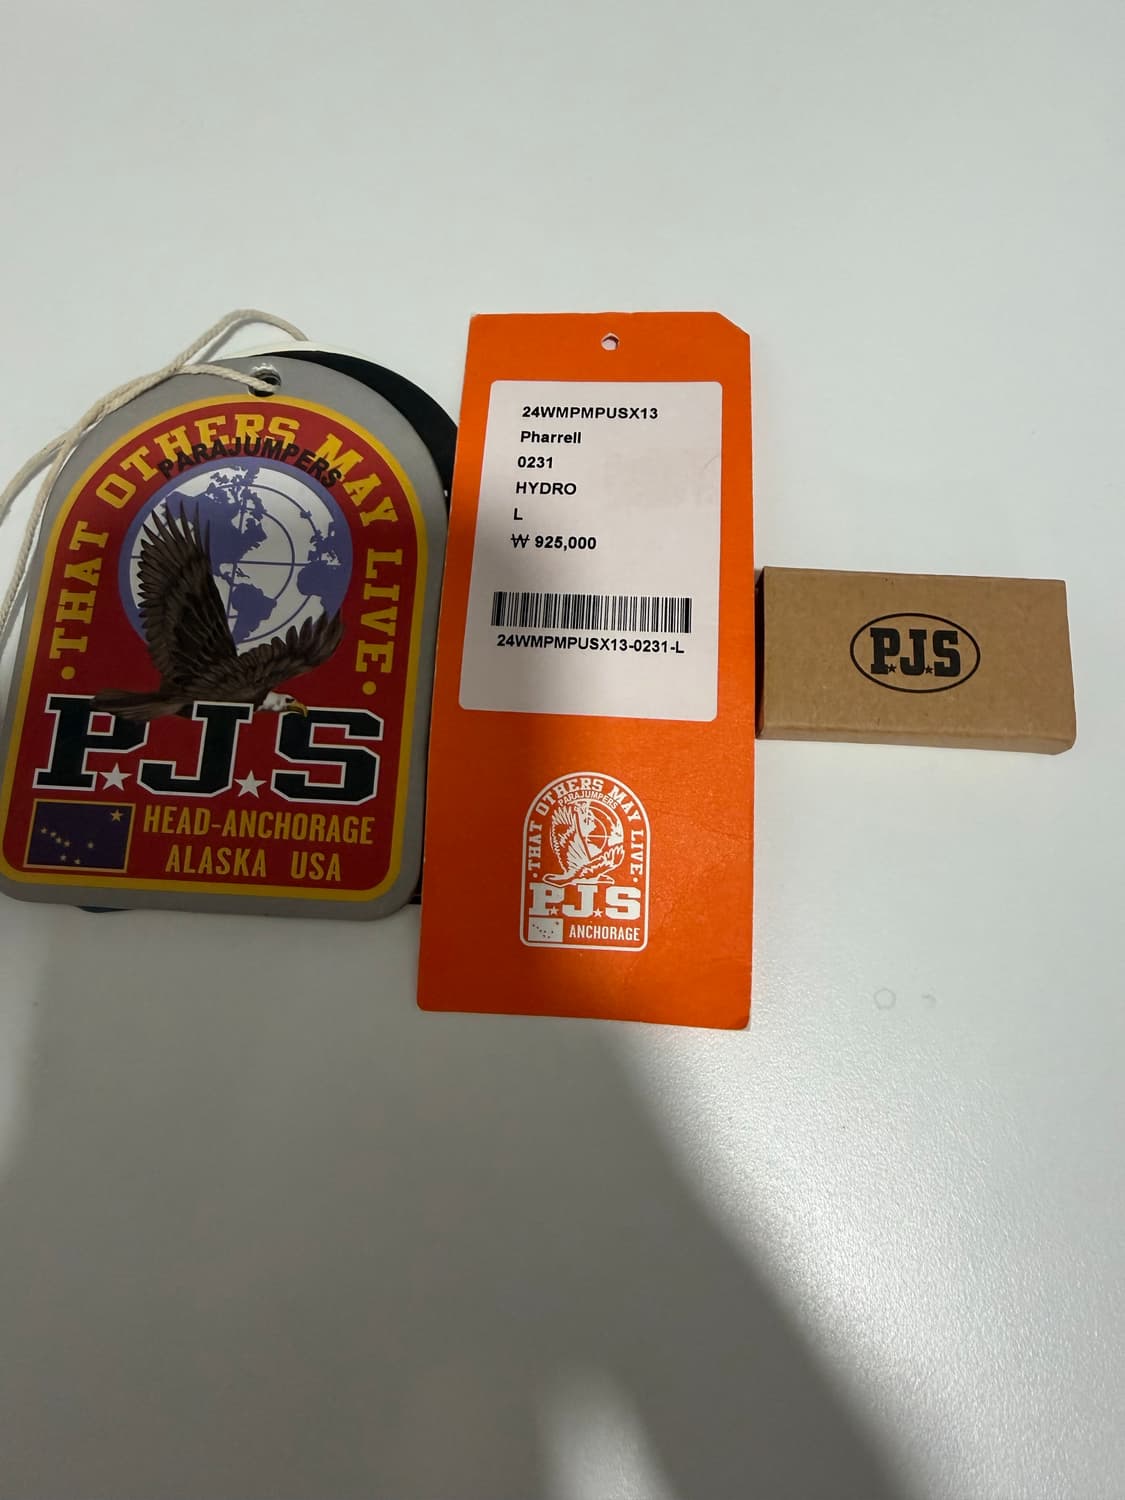 THAT OTHERS MAY LIVE
PARAJUMPERS
P.J.S
HEAD-ANCHORAGE
ALASKA USA
24WMPMPUSX13
Pharrell
0231
HYDRO
L
₩ 925,000
24WMPMPUSX13-0231-L
THAT OTHERS MAY LIVE
PARAJUMPERS
P.J.S
ANCHORAGE
P.J.S